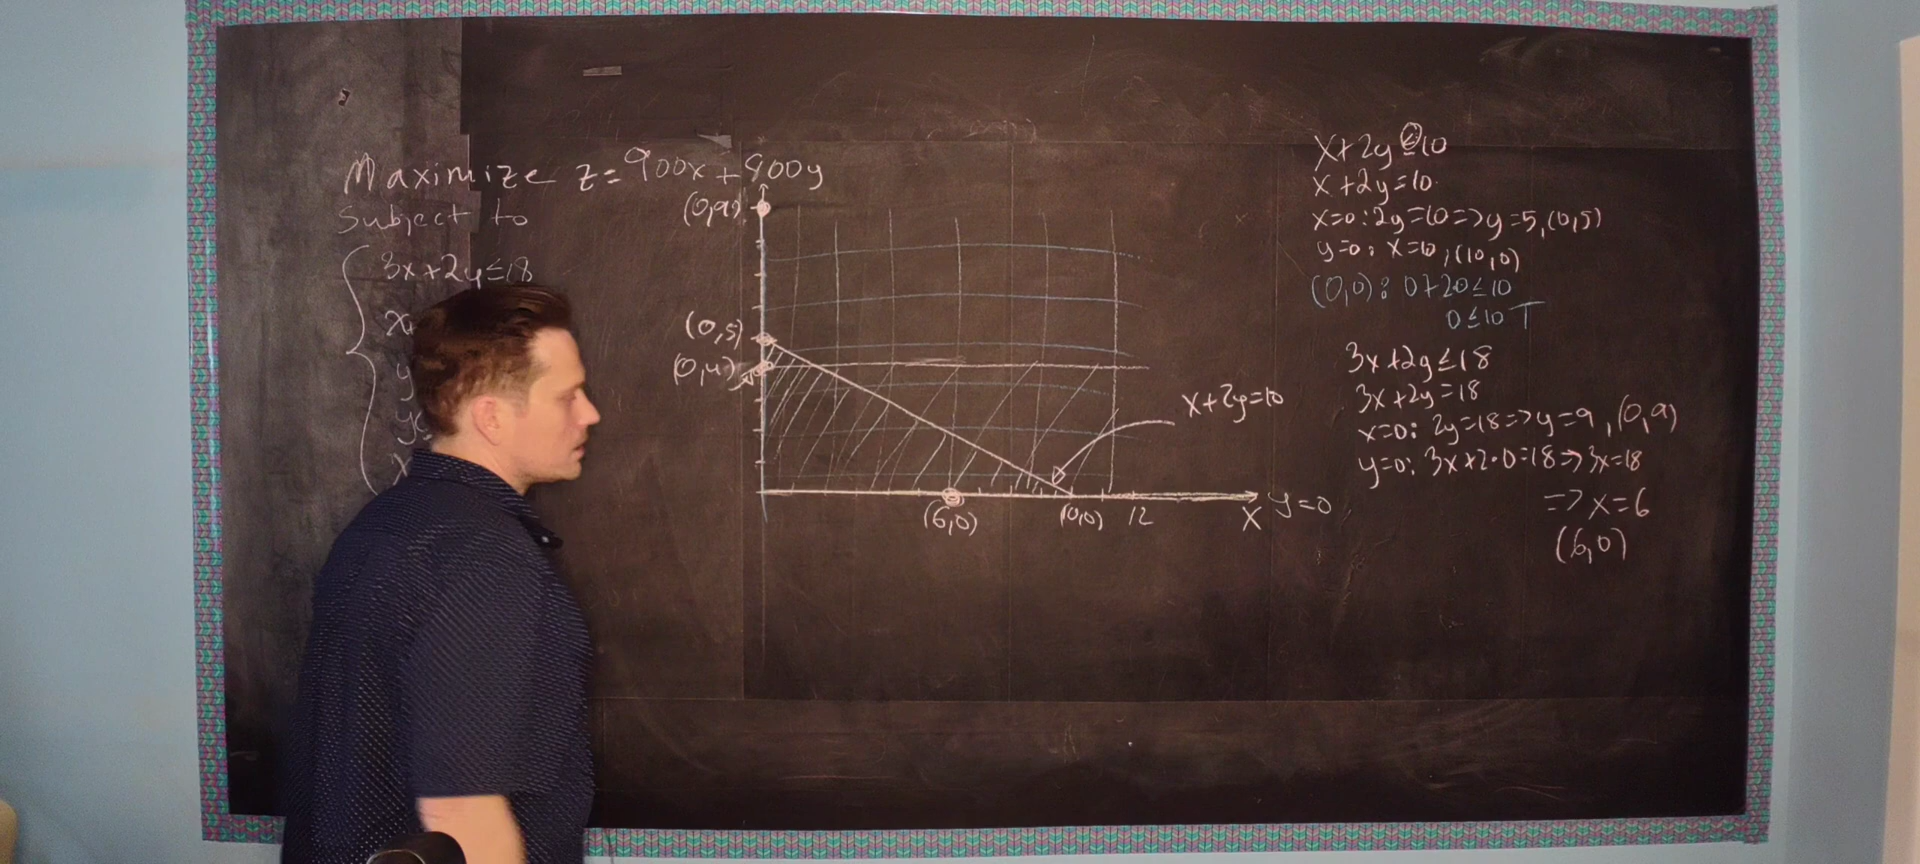 Maximize z=900x+800y
Subject to
3x+2y≤18
x
y
y
x
(0,9)
(0,5)
(0,4)
x+2y=10
(6,0)
(10,0)
12
x
y=0
x+2y≤10
x+2y=10
x=0:2y=10=>y=5,(0,5)
y=0: x=10,(10,0)
(0,0): 0+20≤10
0≤10 T
3x+2y≤18
3x+2y=18
x=0: 2y=18=>y=9,(0,9)
y=0: 3x+2•0=18=>3x=18
=>x=6
(6,0)